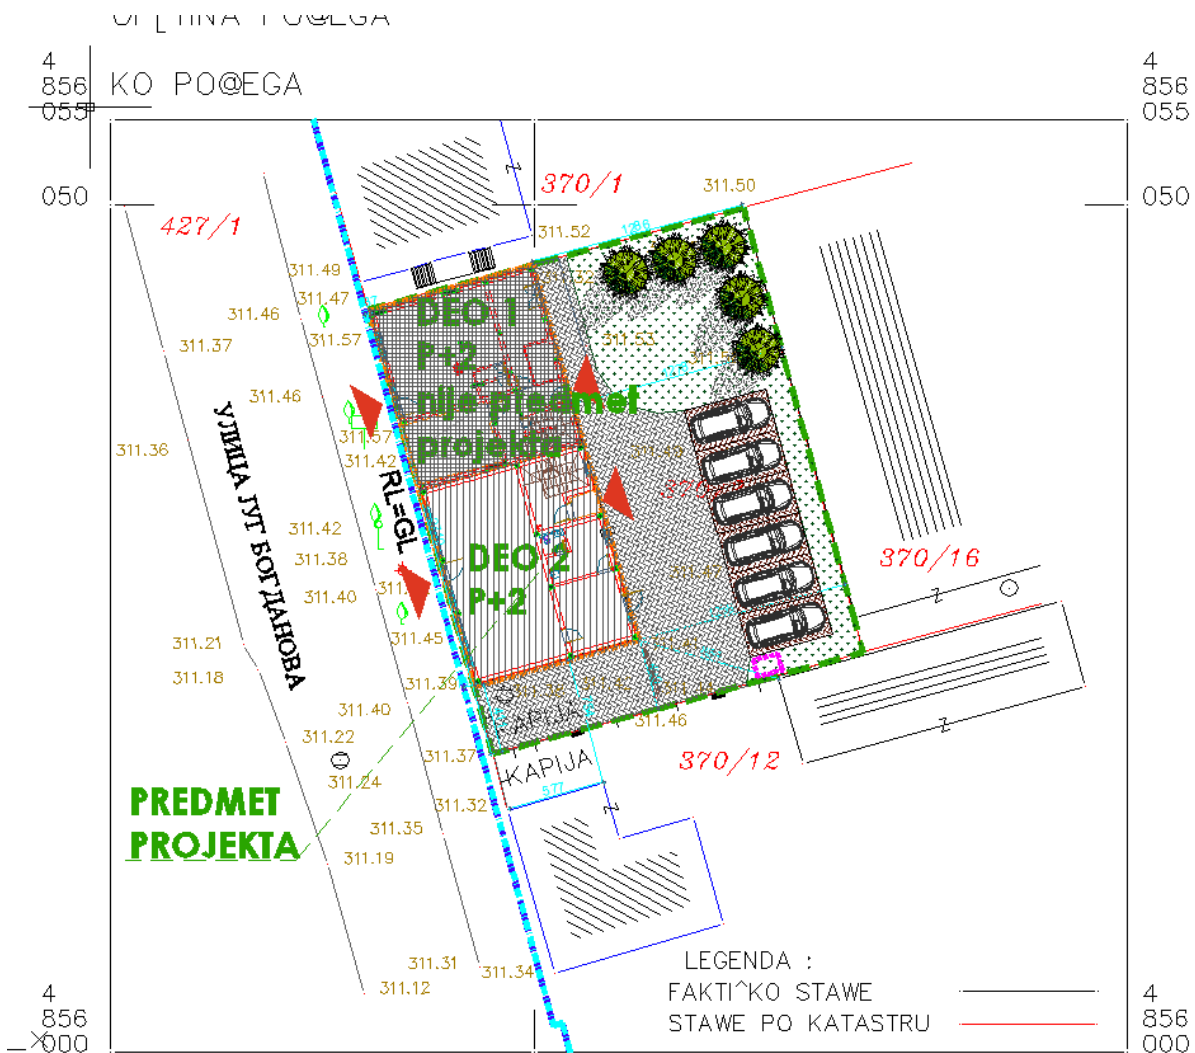 4
856
055
KO PO@EGA
4
856
055
050
050
427/1
370/1
311.50
1286
311.52
311.49
311.47
311.46
311.57
311.37
311.46
311.36
311.57
311.42
311.42
311.38
311.40
311.45
311.21
311.18
311.39
311.40
311.22
311.24
311.37
311.32
311.35
311.19
311.31
311.12
311.34
311.46
311.53
УЛИЦА ЈУГ БОГДАНОВА
RL=GL
DEO 1
P+2
nije ptedmet
projekta
DEO 2
P+2
370/16
370/12
KAPIJA
KAPIJA
577
Z
Z
Z
Z
PREDMET
PROJEKTA
LEGENDA :
FAKTI^KO STAWE
STAWE PO KATASTRU
4
856
000
X
4
856
000